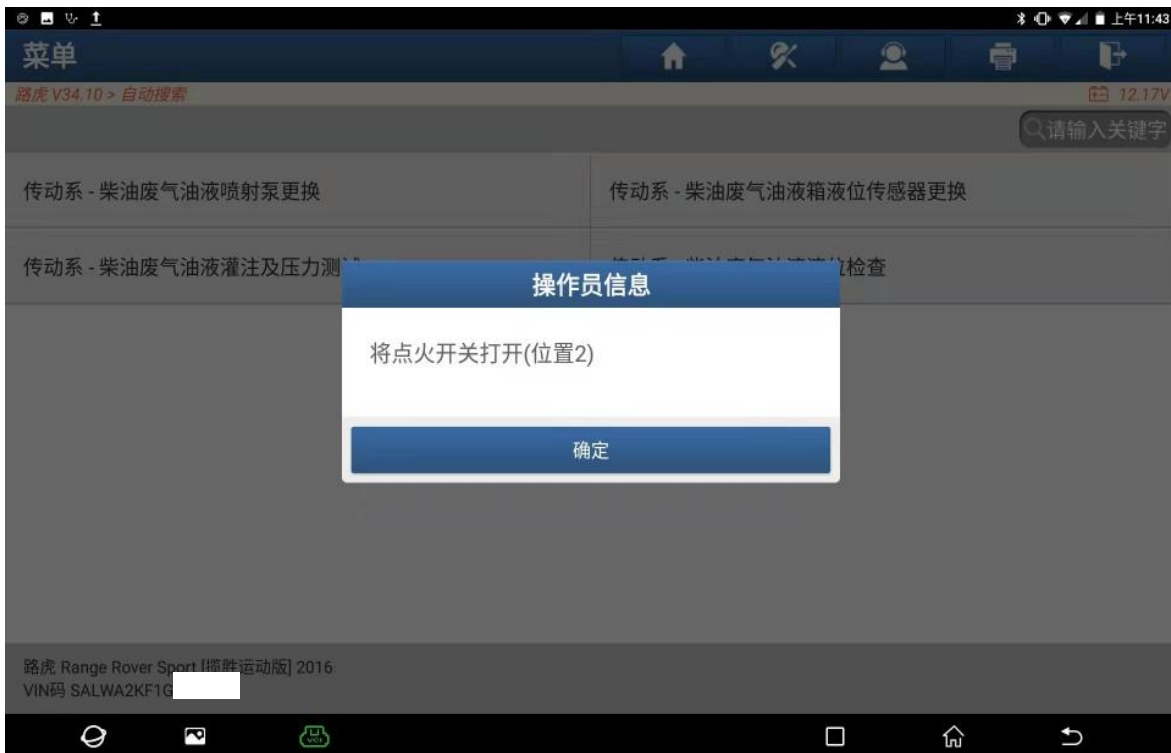 上午11:43
菜单
路虎 V34.10 > 自动搜索
12.17V
请输入关键字
传动系 - 柴油废气油液喷射泵更换
传动系 - 柴油废气油液箱液位传感器更换
传动系 - 柴油废气油液灌注及压力测
检查
操作员信息
将点火开关打开(位置2)
确定
路虎 Range Rover Sport [揽胜运动版] 2016
VIN码 SALWA2KF1G